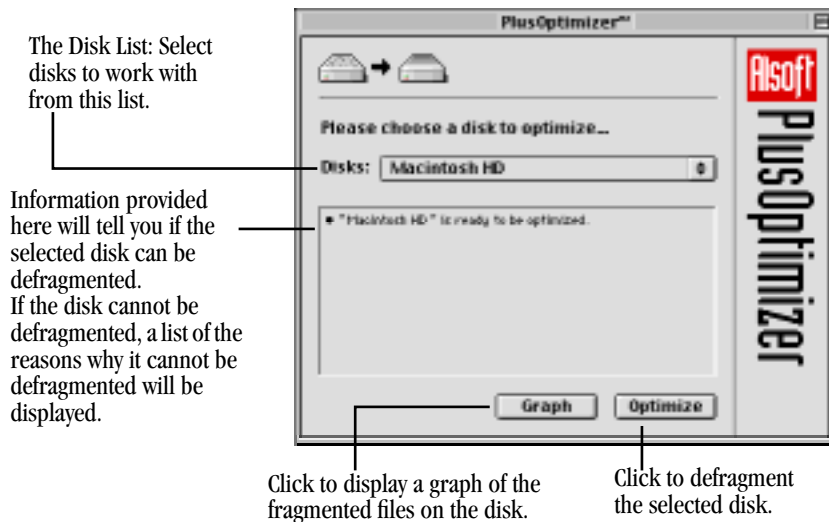 PlusOptimizer™
The Disk List: Select
disks to work with
from this list.
Please choose a disk to optimize...
Disks: Macintosh HD
Information provided
here will tell you if the
selected disk can be
defragmented.
If the disk cannot be
defragmented, a list of the
reasons why it cannot be
defragmented will be
displayed.
• "Macintosh HD" is ready to be optimized.
Graph
Optimize
Alsoft
PlusOptimizer
Click to display a graph of the
fragmented files on the disk.
Click to defragment
the selected disk.